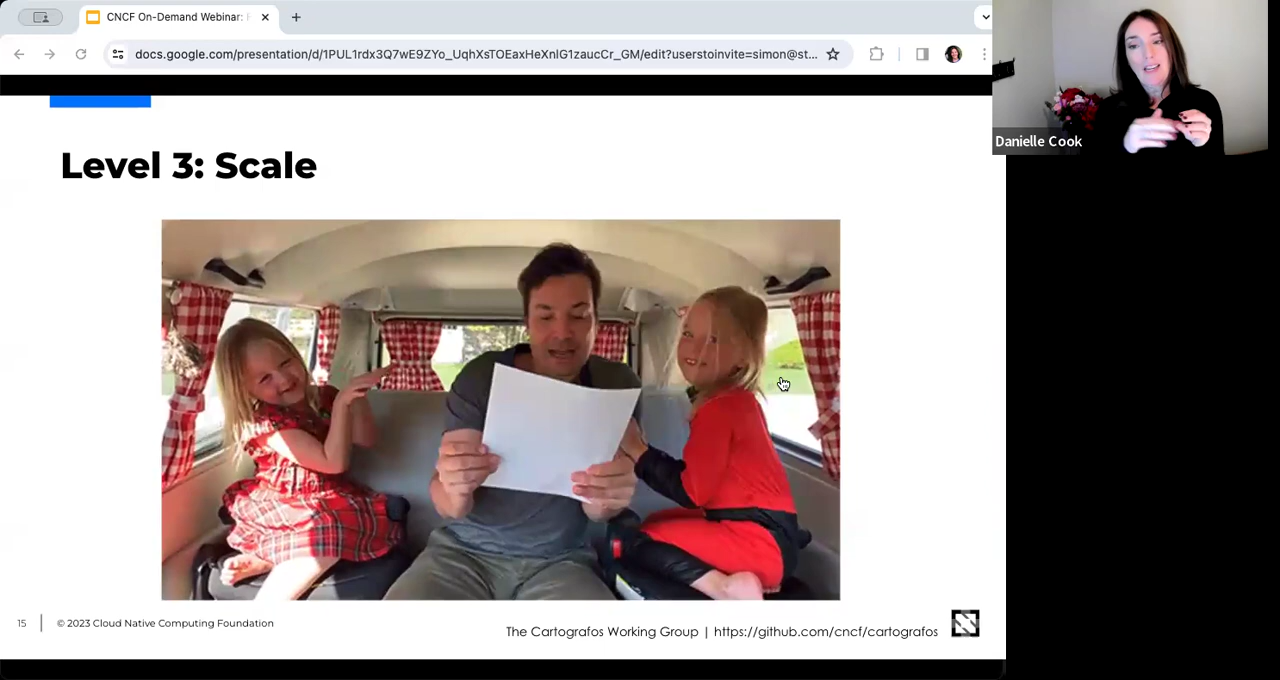 CNCF On-Demand Webinar:
docs.google.com/presentation/d/1PUL1rdx3Q7wE9ZYo_UqhXsTOEaxHeXnlG1zaucCr_GM/edit?userstoinvite=simon@st...
Danielle Cook
Level 3: Scale
15
© 2023 Cloud Native Computing Foundation
The Cartografos Working Group | https://github.com/cncf/cartografos